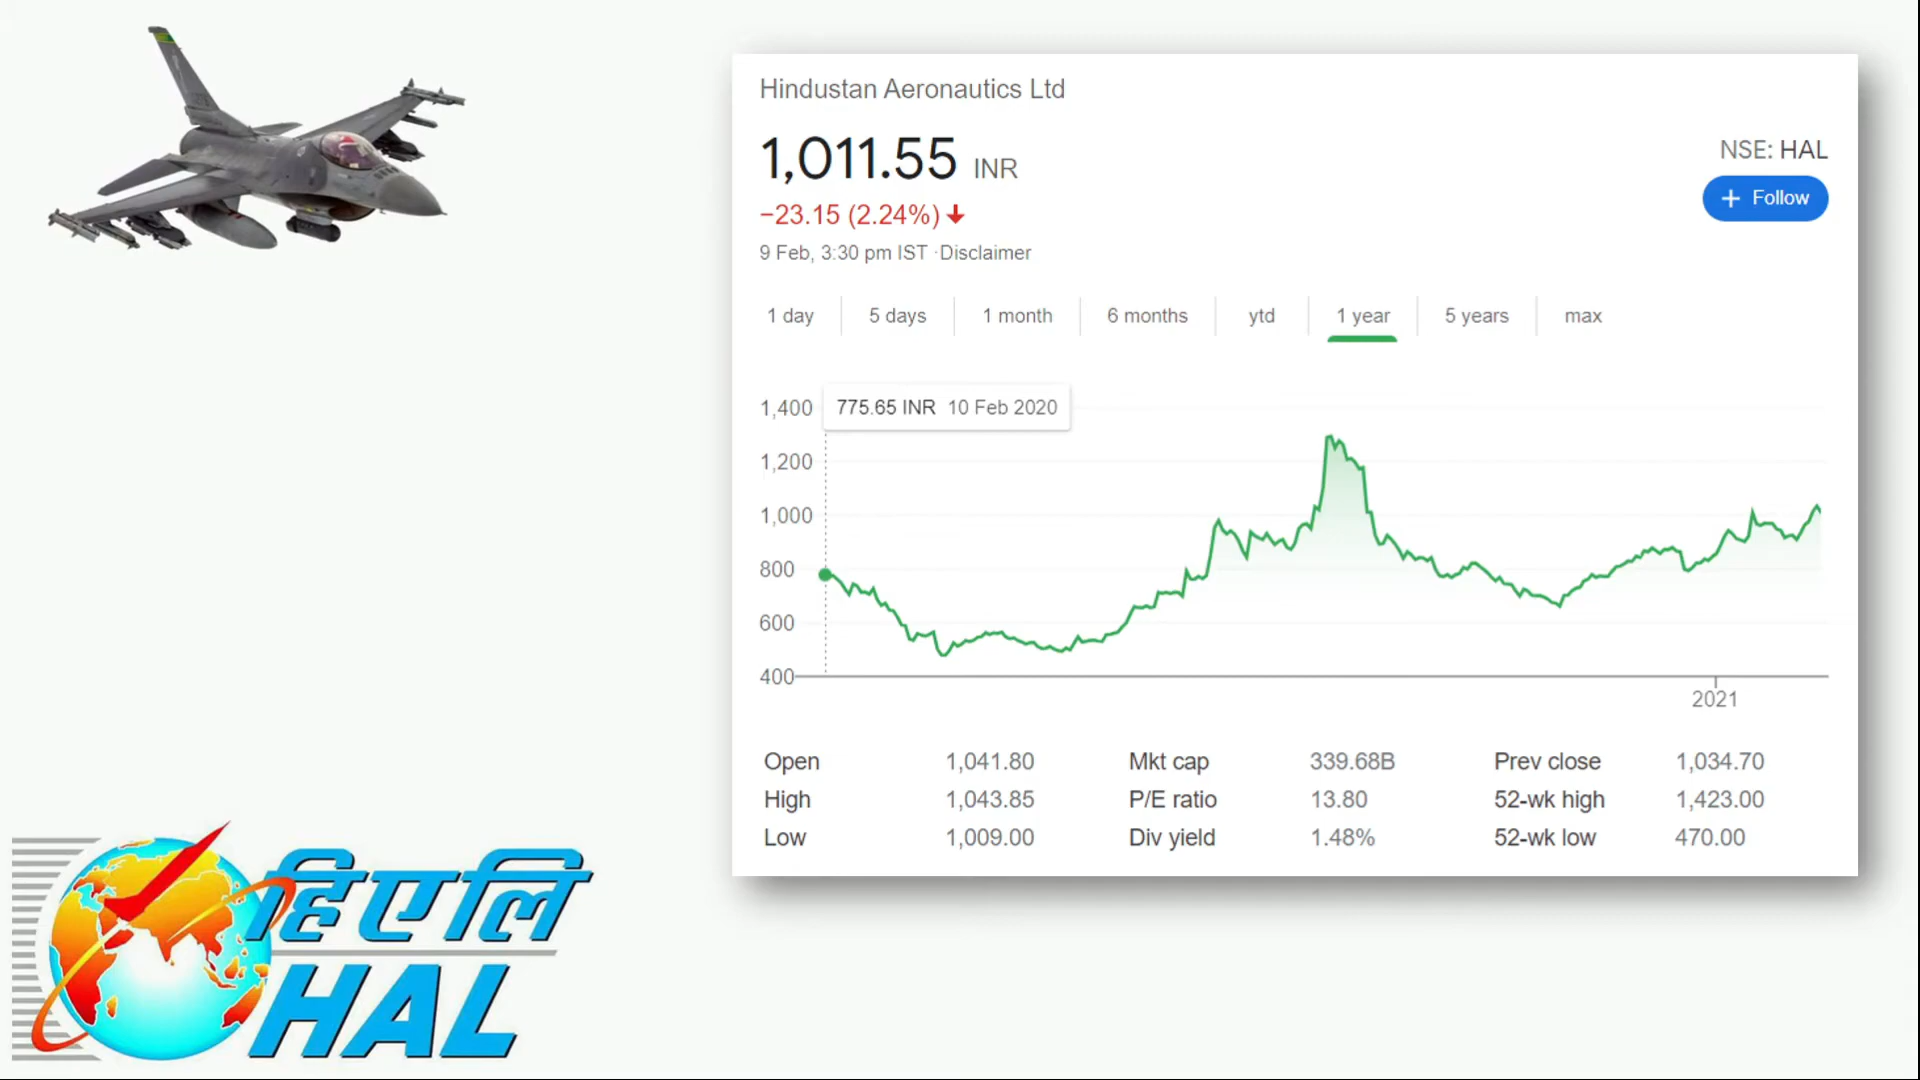 Hindustan Aeronautics Ltd
1,011.55 INR
NSE: HAL
+ Follow
−23.15 (2.24%)
9 Feb, 3:30 pm IST ·Disclaimer
1 day 5 days 1 month 6 months ytd 1 year 5 years max
775.65 INR 10 Feb 2020
1,400
1,200
1,000
800
600
400
2021
Open 1,041.80 Mkt cap 339.68B Prev close 1,034.70
High 1,043.85 P/E ratio 13.80 52-wk high 1,423.00
Low 1,009.00 Div yield 1.48% 52-wk low 470.00
हिएलि
HAL